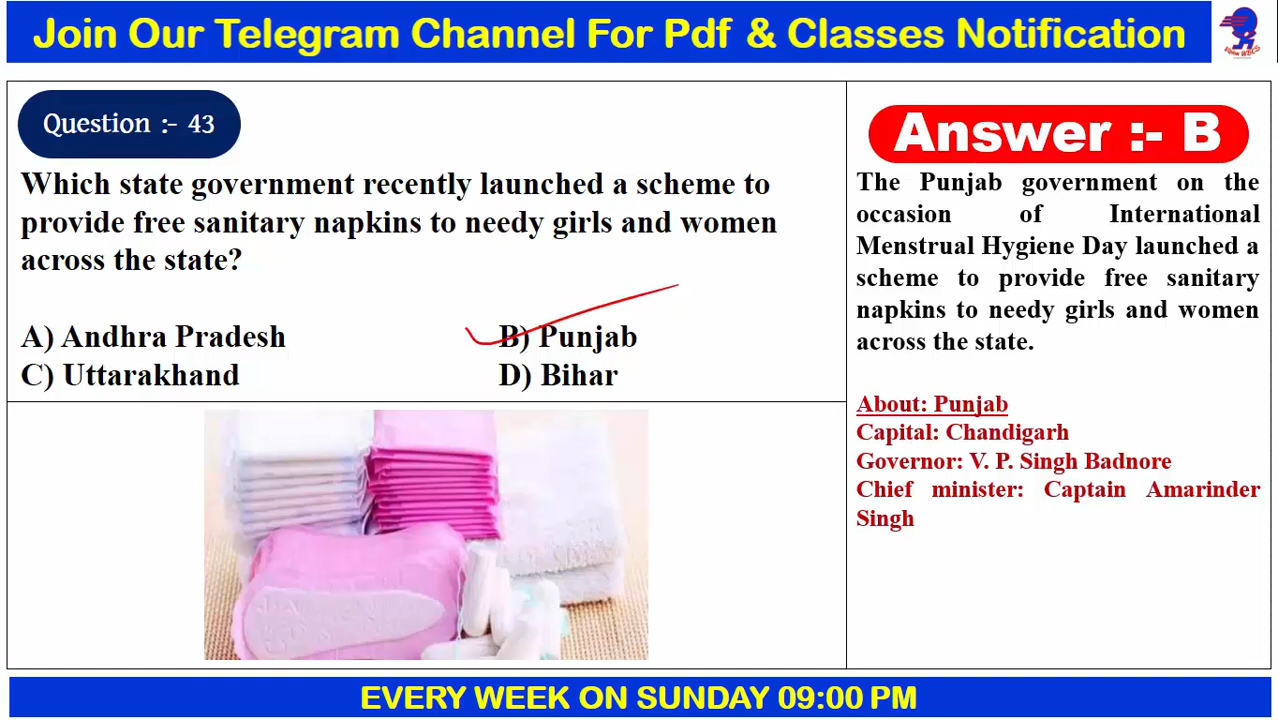 Join Our Telegram Channel For Pdf & Classes Notification
Question :- 43
Which state government recently launched a scheme to
provide free sanitary napkins to needy girls and women
across the state?
A) Andhra Pradesh
B) Punjab
C) Uttarakhand
D) Bihar
Answer :- B
The Punjab government on the
occasion of International
Menstrual Hygiene Day launched a
scheme to provide free sanitary
napkins to needy girls and women
across the state.
About: Punjab
Capital: Chandigarh
Governor: V. P. Singh Badnore
Chief minister: Captain Amarinder
Singh
EVERY WEEK ON SUNDAY 09:00 PM